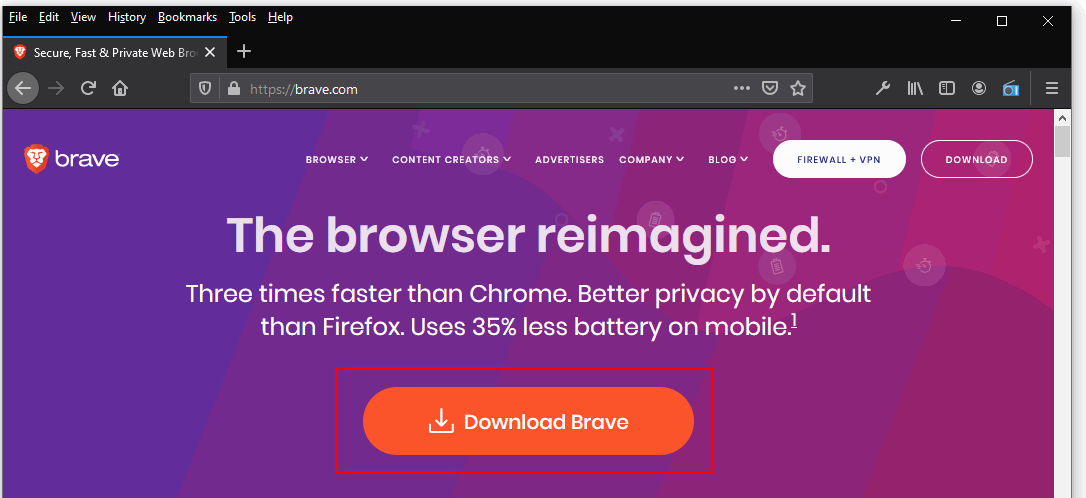 File Edit View History Bookmarks Tools Help
Secure, Fast & Private Web Bro
https://brave.com
brave
BROWSER CONTENT CREATORS ADVERTISERS COMPANY BLOG FIREWALL + VPN DOWNLOAD
The browser reimagined.
Three times faster than Chrome. Better privacy by default
than Firefox. Uses 35% less battery on mobile.1
Download Brave